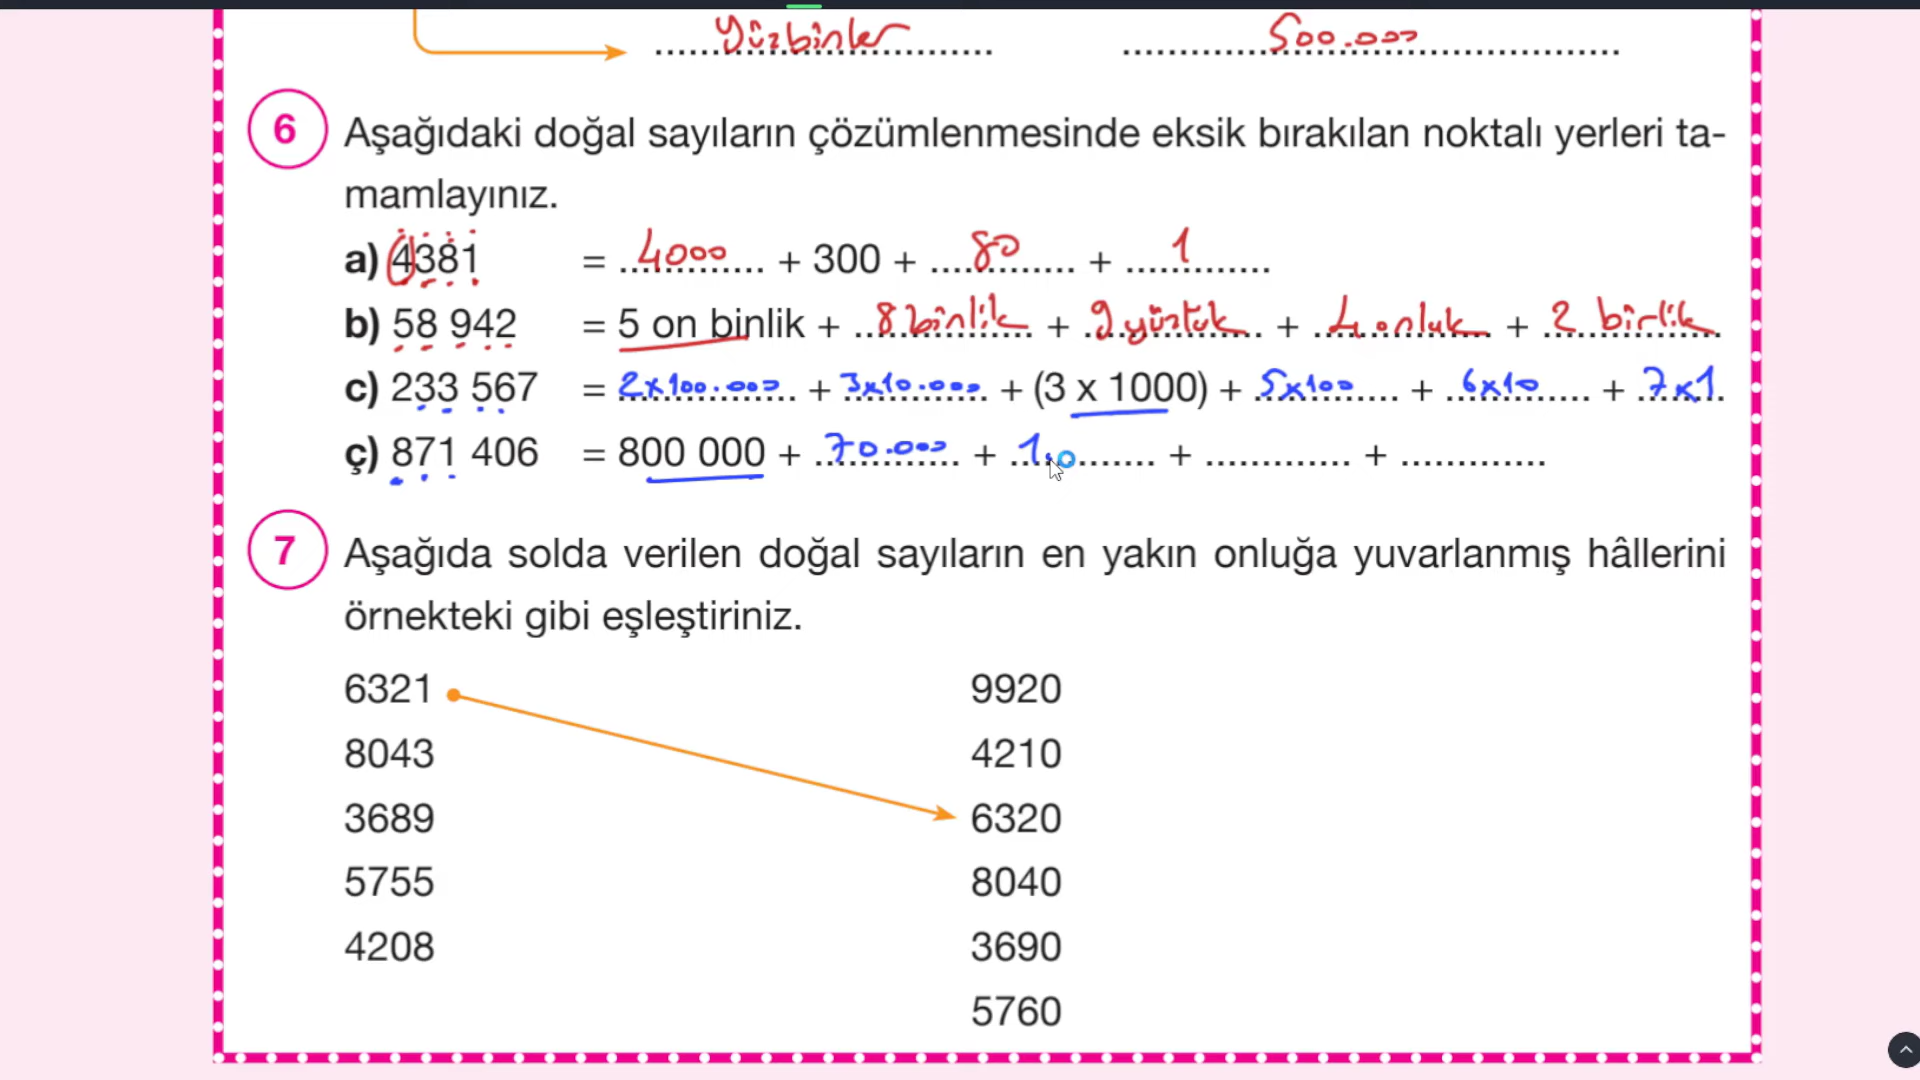 yüzbinler 500.000
6 Aşağıdaki doğal sayıların çözümlenmesinde eksik bırakılan noktalı yerleri ta-
mamlayınız.
a) 4381 = 4000 + 300 + 80 + 1
b) 58 942 = 5 on binlik + 8 binlik + 9 yüzlük + 4 onluk + 2 birlik
c) 233 567 = 2x100.000 + 3x10.000 + (3 x 1000) + 5x100 + 6x10 + 7x1
ç) 871 406 = 800 000 + 70.000 + 1.0 + ............. + .............
7 Aşağıda solda verilen doğal sayıların en yakın onluğa yuvarlanmış hâllerini
örnekteki gibi eşleştiriniz.
6321 9920
8043 4210
3689 6320
5755 8040
4208 3690
5760